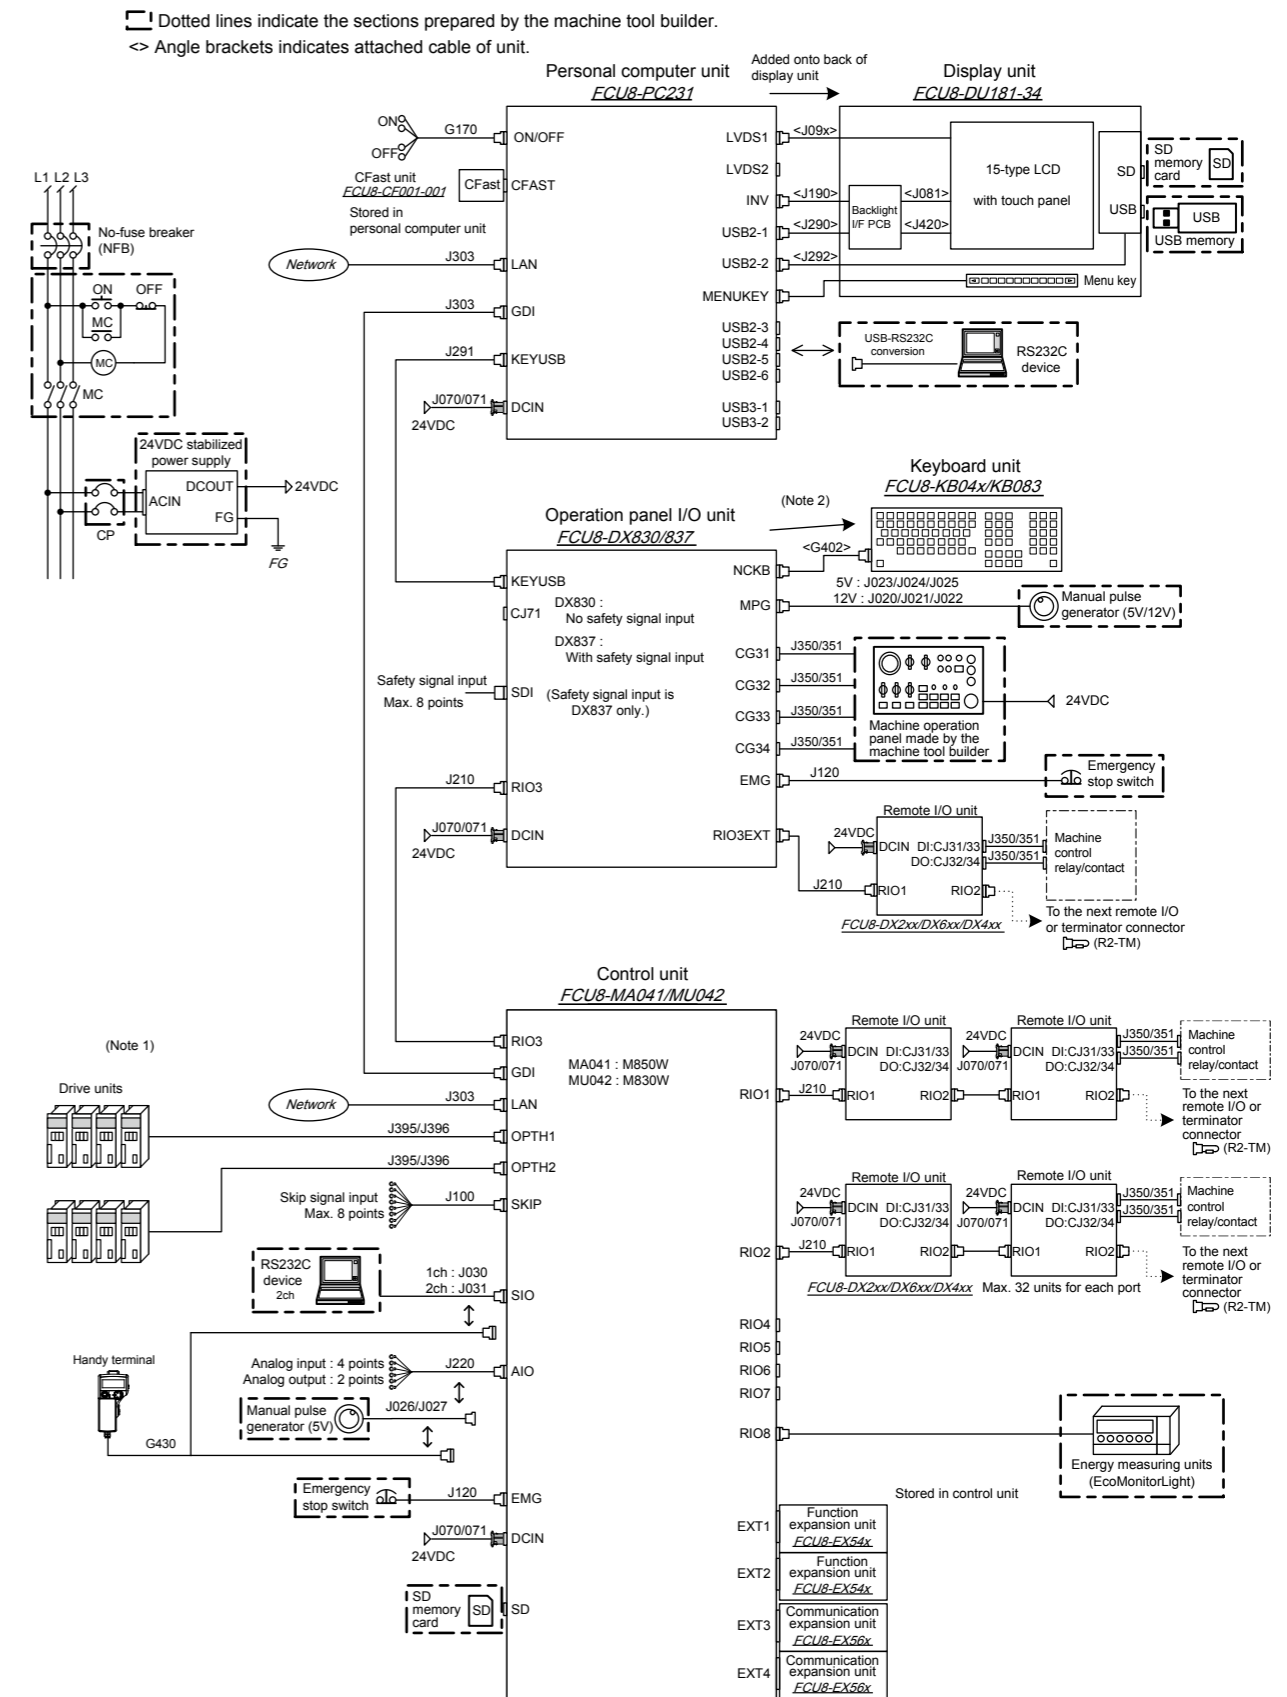 Dotted lines indicate the sections prepared by the machine tool builder.
<> Angle brackets indicates attached cable of unit.
Personal computer unit
FCU8-PC231
Added onto back of
display unit
Display unit
FCU8-DU181-34
ON
OFF
G170
ON/OFF
CFast unit
FCU8-CF001-001
CFast
CFAST
Stored in
personal computer unit
Network
J303
LAN
J303
GDI
J291
KEYUSB
J070/071
DCIN
24VDC
LVDS1
LVDS2
INV
USB2-1
USB2-2
MENUKEY
USB2-3
USB2-4
USB2-5
USB2-6
USB3-1
USB3-2
<J09x>
<J190>
<J290>
<J292>
Backlight
I/F PCB
<J081>
<J420>
15-type LCD
with touch panel
SD
USB
Menu key
SD
memory
card
SD
USB
USB memory
USB-RS232C
conversion
RS232C
device
L1 L2 L3
No-fuse breaker
(NFB)
ON
OFF
MC
MC
MC
24VDC stabilized
power supply
ACIN
DCOUT
FG
CP
24VDC
FG
Operation panel I/O unit
FCU8-DX830/837
(Note 2)
Keyboard unit
FCU8-KB04x/KB083
KEYUSB
CJ71
DX830 :
No safety signal input
DX837 :
With safety signal input
Safety signal input
Max. 8 points
SDI
(Safety signal input is
DX837 only.)
J210
RIO3
J070/071
DCIN
24VDC
NCKB
<G402>
MPG
5V : J023/J024/J025
12V : J020/J021/J022
Manual pulse
generator (5V/12V)
CG31
J350/351
CG32
J350/351
CG33
J350/351
CG34
J350/351
Machine operation
panel made by the
machine tool builder
24VDC
EMG
J120
Emergency
stop switch
RIO3EXT
J210
Remote I/O unit
24VDC
DCIN
DI:CJ31/33
DO:CJ32/34
RIO1
RIO2
J350/351
J350/351
Machine
control
relay/contact
FCU8-DX2xx/DX6xx/DX4xx
To the next remote I/O
or terminator connector
(R2-TM)
Control unit
FCU8-MA041/MU042
(Note 1)
Drive units
RIO3
GDI
MA041 : M850W
MU042 : M830W
Network
J303
LAN
J395/J396
OPTH1
J395/J396
OPTH2
Skip signal input
Max. 8 points
J100
SKIP
RS232C
device
2ch
1ch : J030
2ch : J031
SIO
Handy terminal
Analog input : 4 points
Analog output : 2 points
J220
AIO
Manual pulse
generator (5V)
J026/J027
G430
Emergency
stop switch
J120
EMG
J070/071
DCIN
24VDC
SD
memory
card
SD
SD
RIO1
J210
Remote I/O unit
24VDC
J070/071
DCIN
DI:CJ31/33
DO:CJ32/34
RIO1
RIO2
Remote I/O unit
24VDC
J070/071
DCIN
DI:CJ31/33
DO:CJ32/34
RIO1
RIO2
J350/351
J350/351
Machine
control
relay/contact
To the next
remote I/O or
terminator
connector
(R2-TM)
RIO2
J210
Remote I/O unit
24VDC
J070/071
DCIN
DI:CJ31/33
DO:CJ32/34
RIO1
RIO2
Remote I/O unit
24VDC
J070/071
DCIN
DI:CJ31/33
DO:CJ32/34
RIO1
RIO2
J350/351
J350/351
Machine
control
relay/contact
To the next
remote I/O or
terminator
connector
(R2-TM)
FCU8-DX2xx/DX6xx/DX4xx
Max. 32 units for each port
RIO4
RIO5
RIO6
RIO7
RIO8
Energy measuring units
(EcoMonitorLight)
Stored in control unit
EXT1
Function
expansion unit
FCU8-EX54x
EXT2
Function
expansion unit
FCU8-EX54x
EXT3
Communication
expansion unit
FCU8-EX56x
EXT4
Communication
expansion unit
FCU8-EX56x